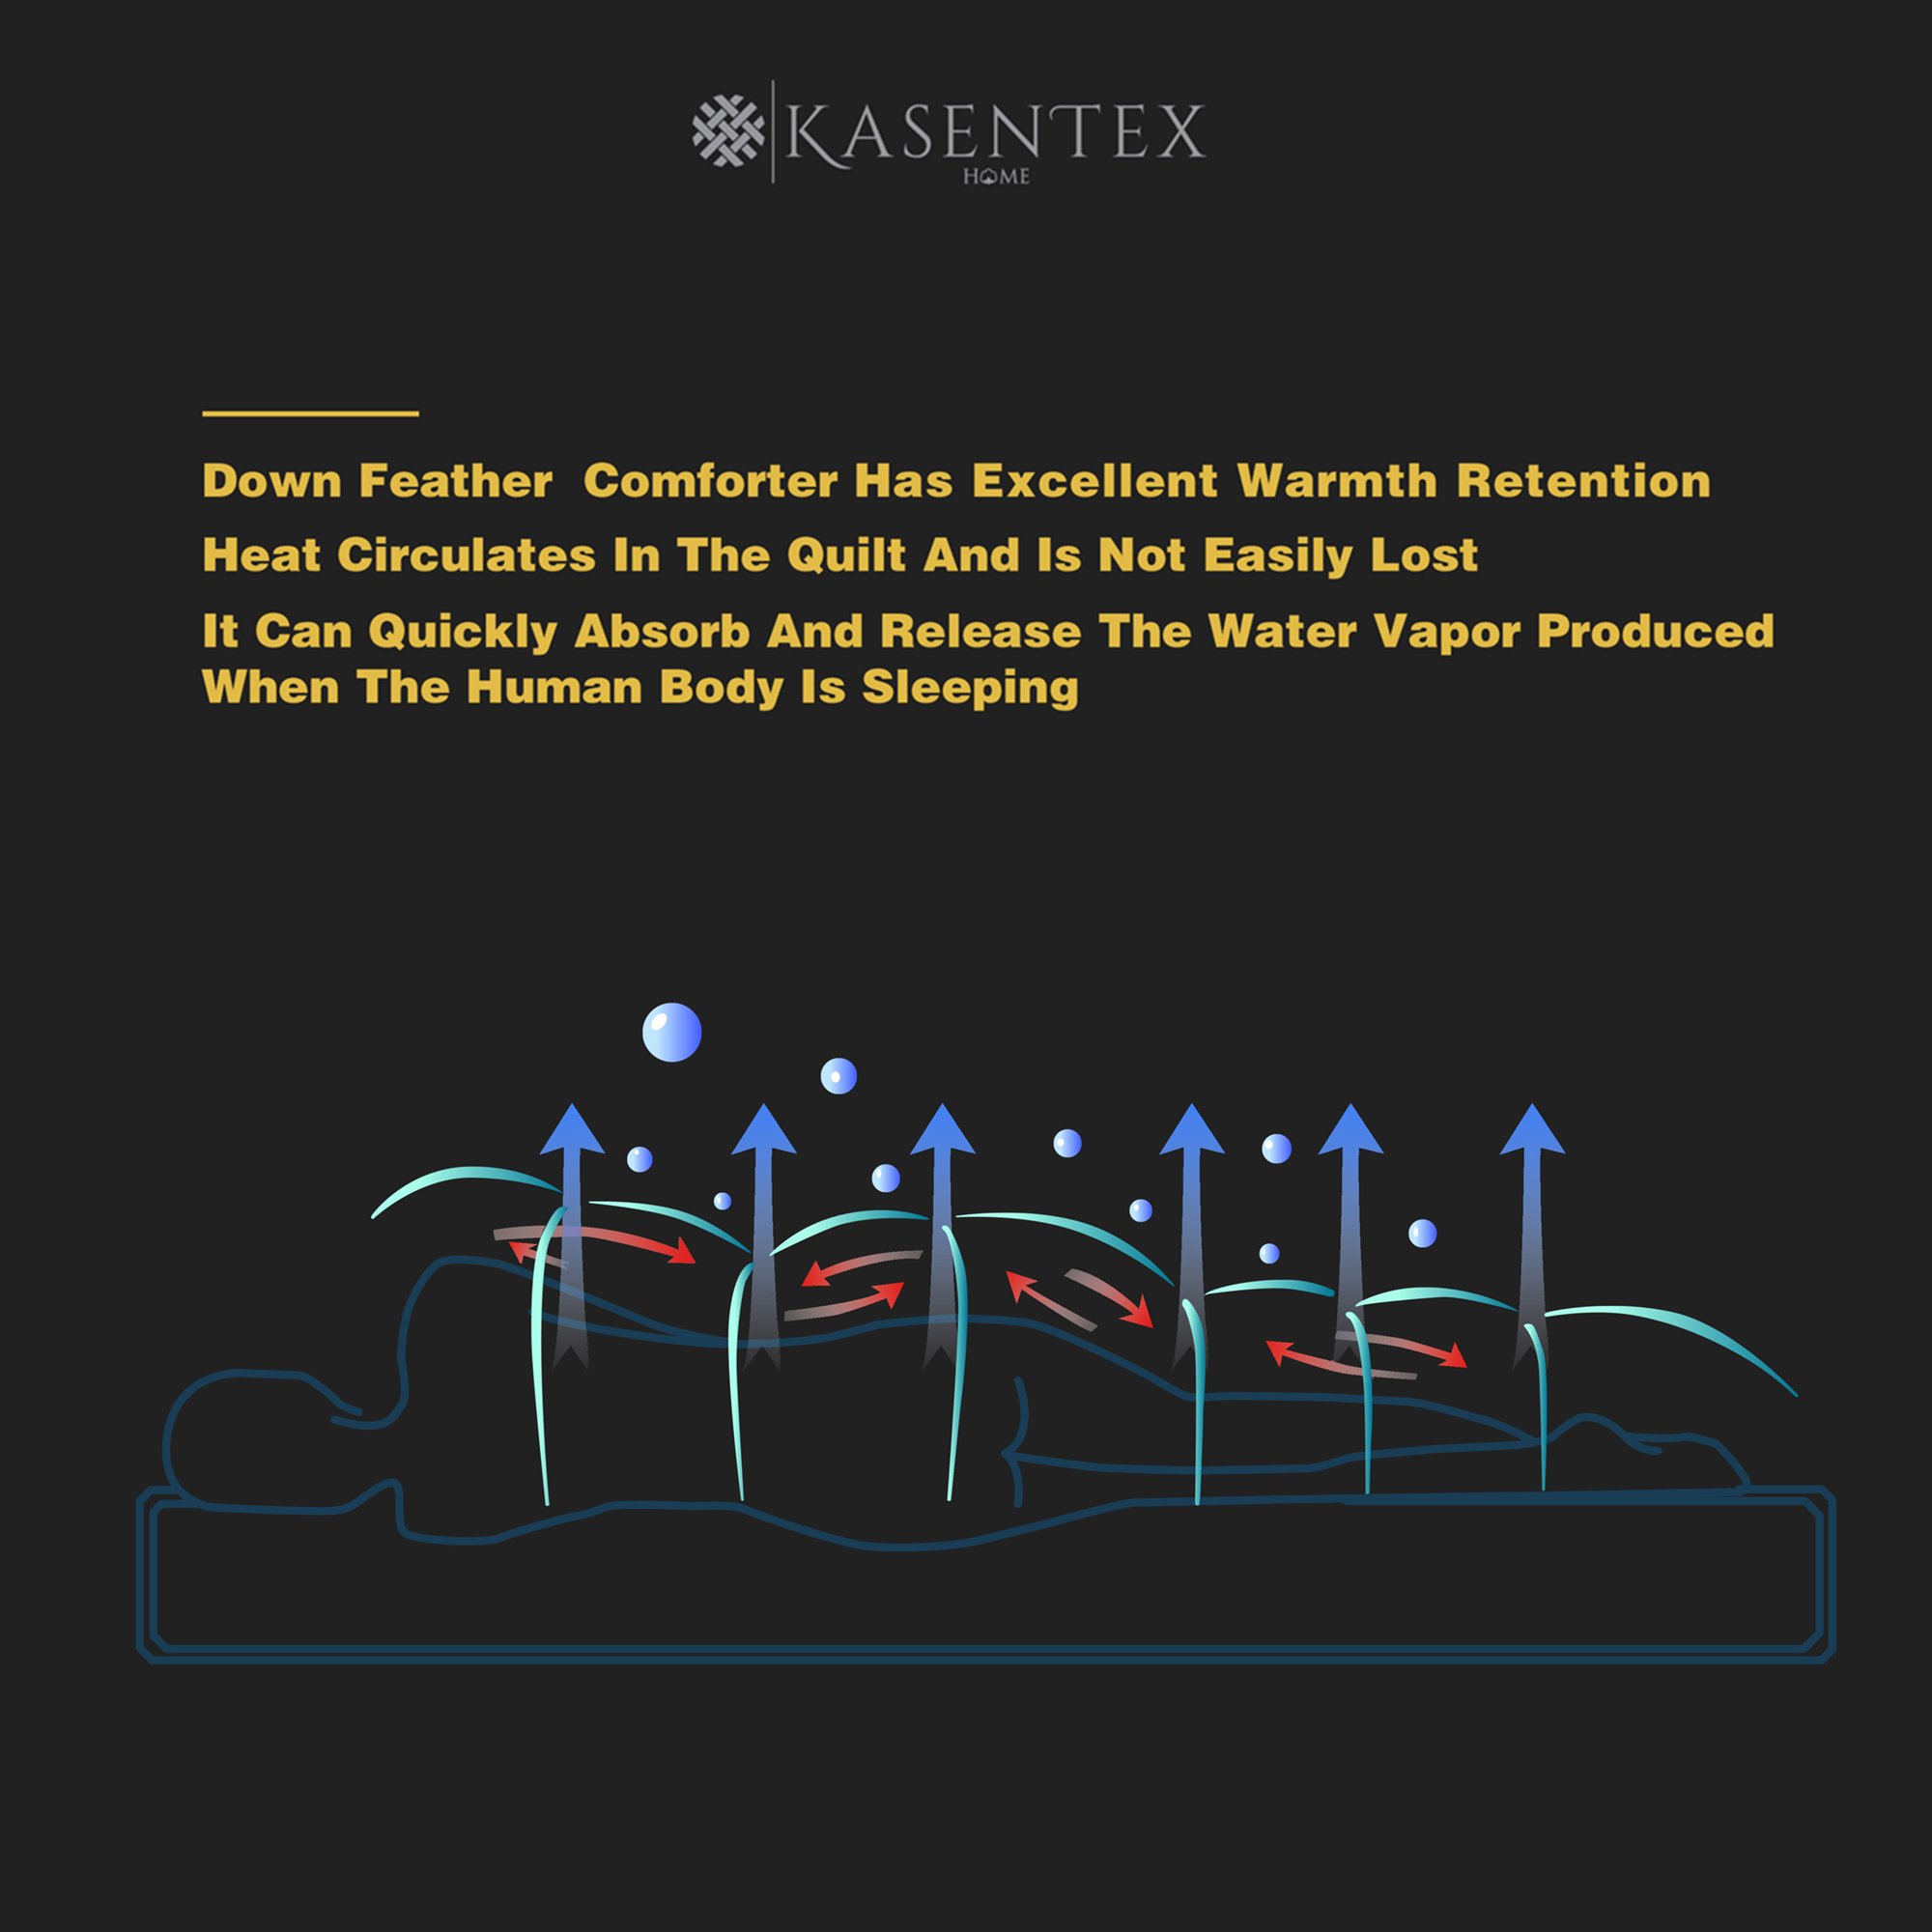 KASENTEX
HOME
Down Feather Comforter Has Excellent Warmth Retention
Heat Circulates In The Quilt And Is Not Easily Lost
It Can Quickly Absorb And Release The Water Vapor Produced
When The Human Body Is Sleeping